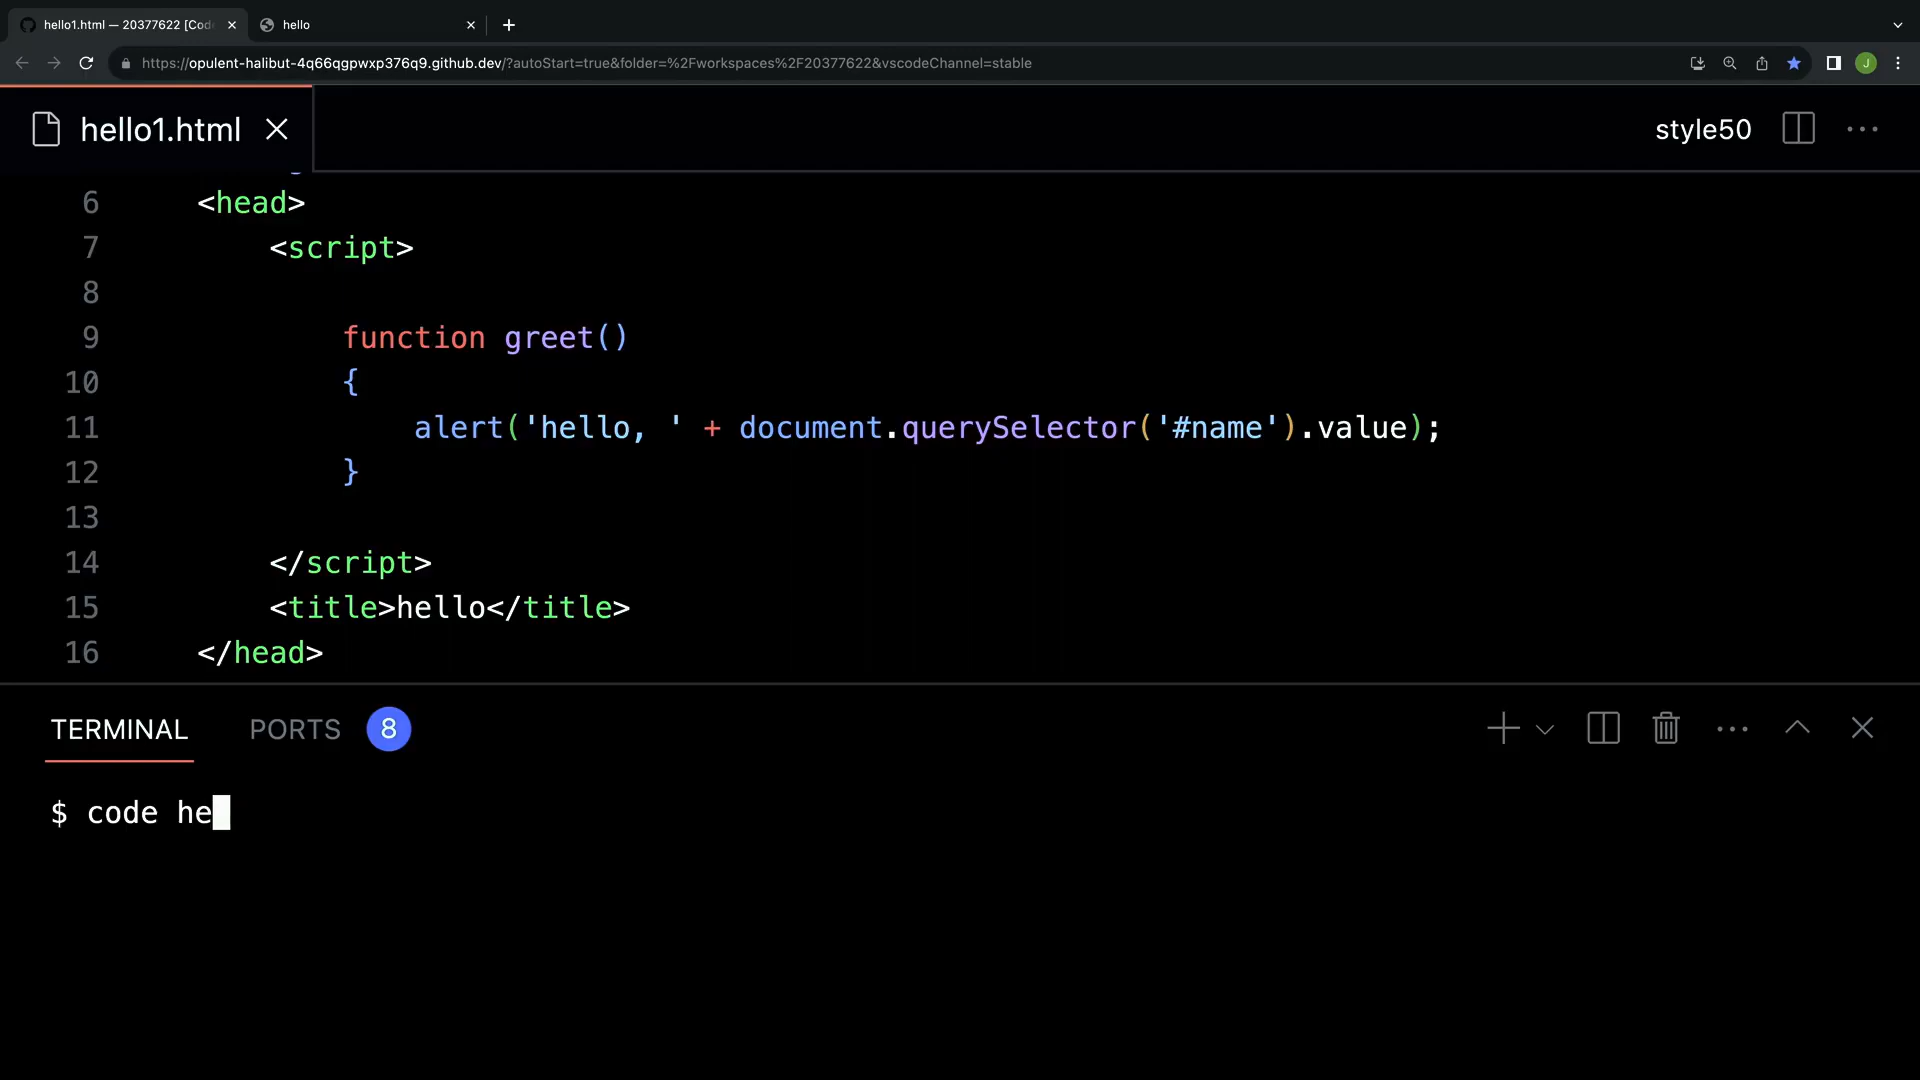 hello1.html — 20377622 [Cod
hello
https://opulent-halibut-4q66qgpwxp376q9.github.dev/?autoStart=true&folder=%2Fworkspaces%2F20377622&vscodeChannel=stable
J
hello1.html
style50
6 <head>
7 <script>
8
9 function greet()
10 {
11 alert('hello, ' + document.querySelector('#name').value);
12 }
13
14 </script>
15 <title>hello</title>
16 </head>
TERMINAL PORTS 8
$ code he